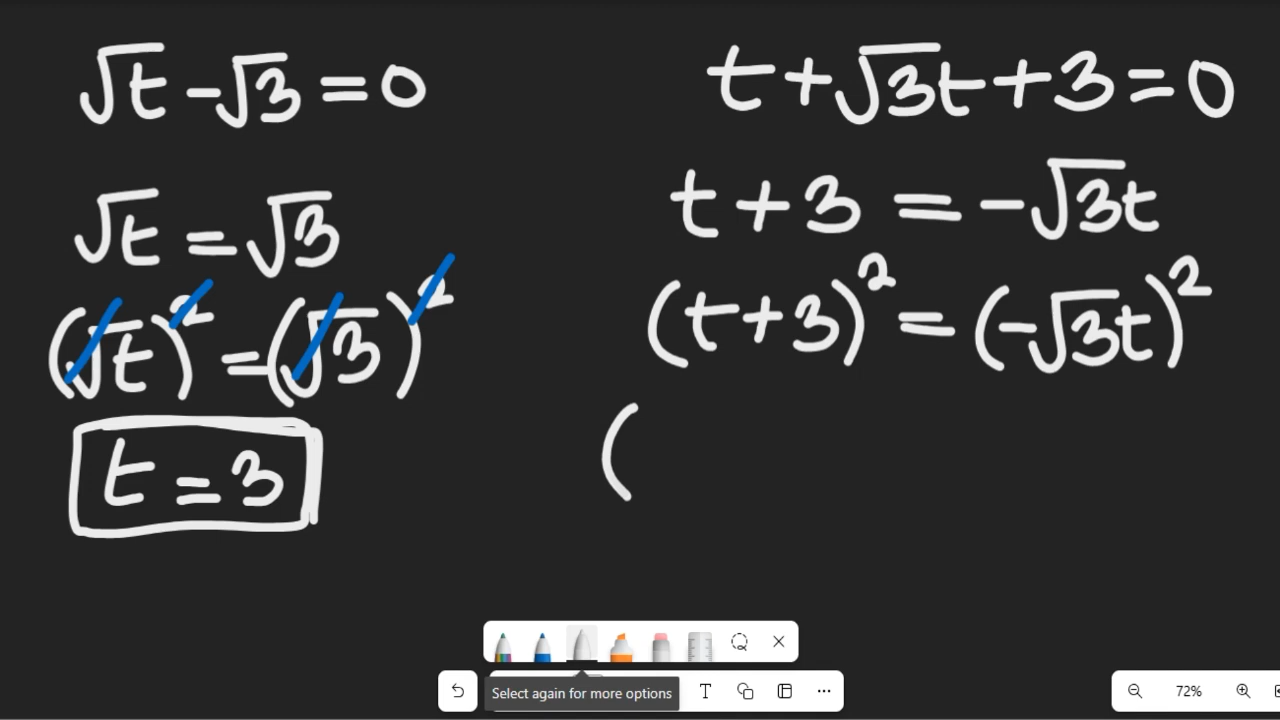 √t - √3 = 0
√t = √3
(√t)² = (√3)²
t = 3
t + √3t + 3 = 0
t + 3 = -√3t
(t + 3)² = (-√3t)²
(
Select again for more options
T
72%